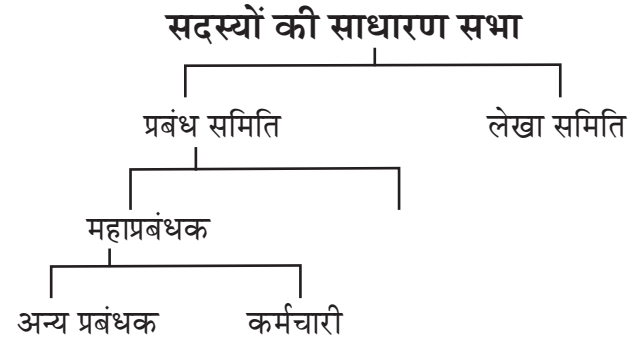 सदस्यों की साधारण सभा
प्रबंध समिति लेखा समिति
महाप्रबंधक
अन्य प्रबंधक कर्मचारी